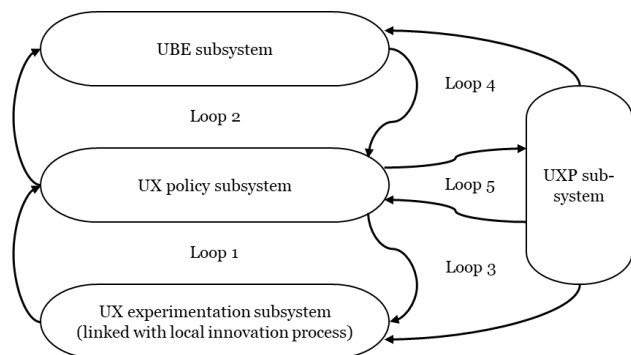 UBE subsystem
Loop 4
Loop 2
UX policy subsystem
Loop 5
UXP sub-
system
Loop 1
Loop 3
UX experimentation subsystem
(linked with local innovation process)